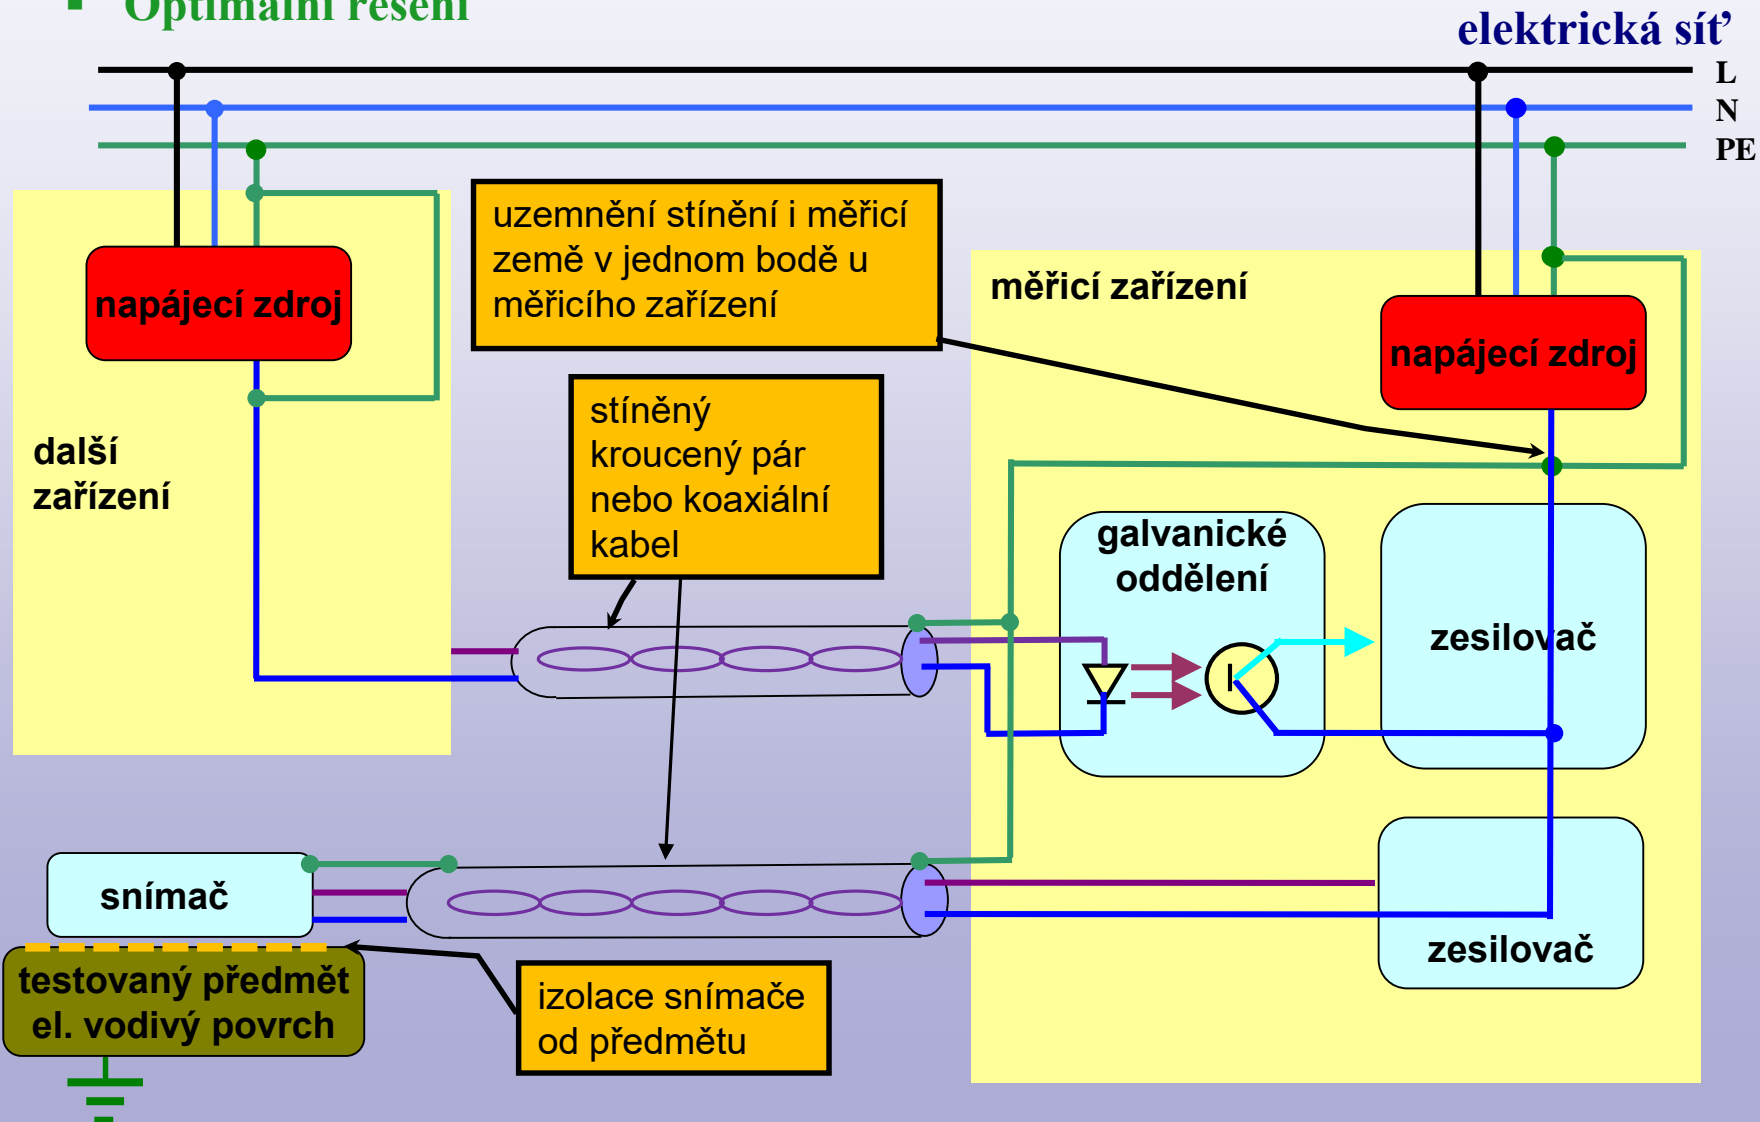 Optimální řešení
elektrická síť
L
N
PE
uzemnění stínění i měřicí
země v jednom bodě u
měřicího zařízení
měřicí zařízení
napájecí zdroj
napájecí zdroj
stíněný
kroucený pár
nebo koaxiální
kabel
další
zařízení
galvanické
oddělení
zesilovač
snímač
zesilovač
testovaný předmět
el. vodivý povrch
izolace snímače
od předmětu